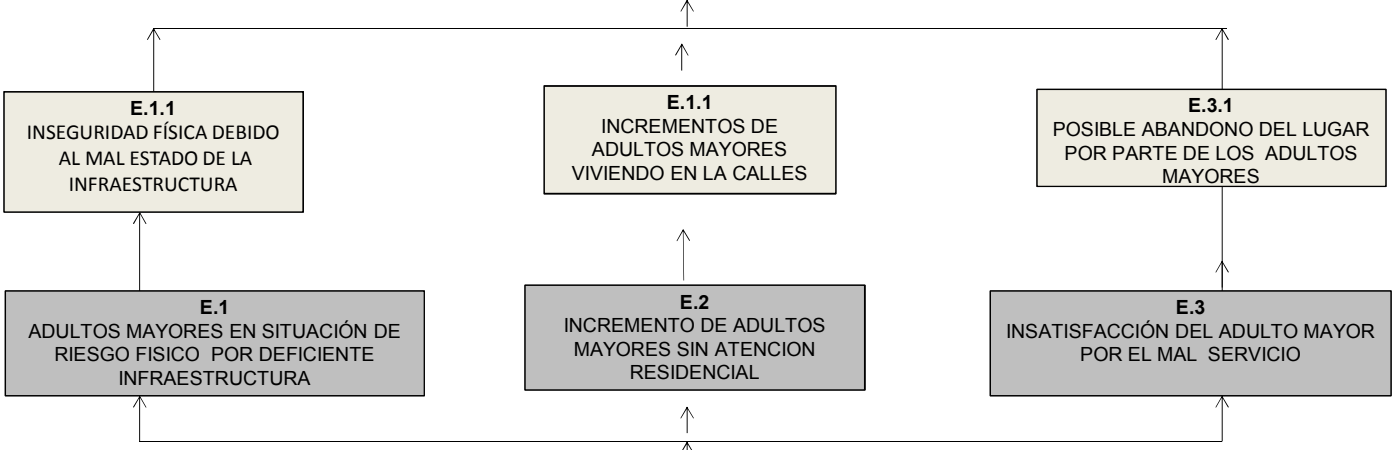 E.1.1
INSEGURIDAD FÍSICA DEBIDO
AL MAL ESTADO DE LA
INFRAESTRUCTURA
E.1.1
INCREMENTOS DE
ADULTOS MAYORES
VIVIENDO EN LA CALLES
E.3.1
POSIBLE ABANDONO DEL LUGAR
POR PARTE DE LOS ADULTOS
MAYORES
E.1
ADULTOS MAYORES EN SITUACIÓN DE
RIESGO FISICO POR DEFICIENTE
INFRAESTRUCTURA
E.2
INCREMENTO DE ADULTOS
MAYORES SIN ATENCION
RESIDENCIAL
E.3
INSATISFACCIÓN DEL ADULTO MAYOR
POR EL MAL SERVICIO